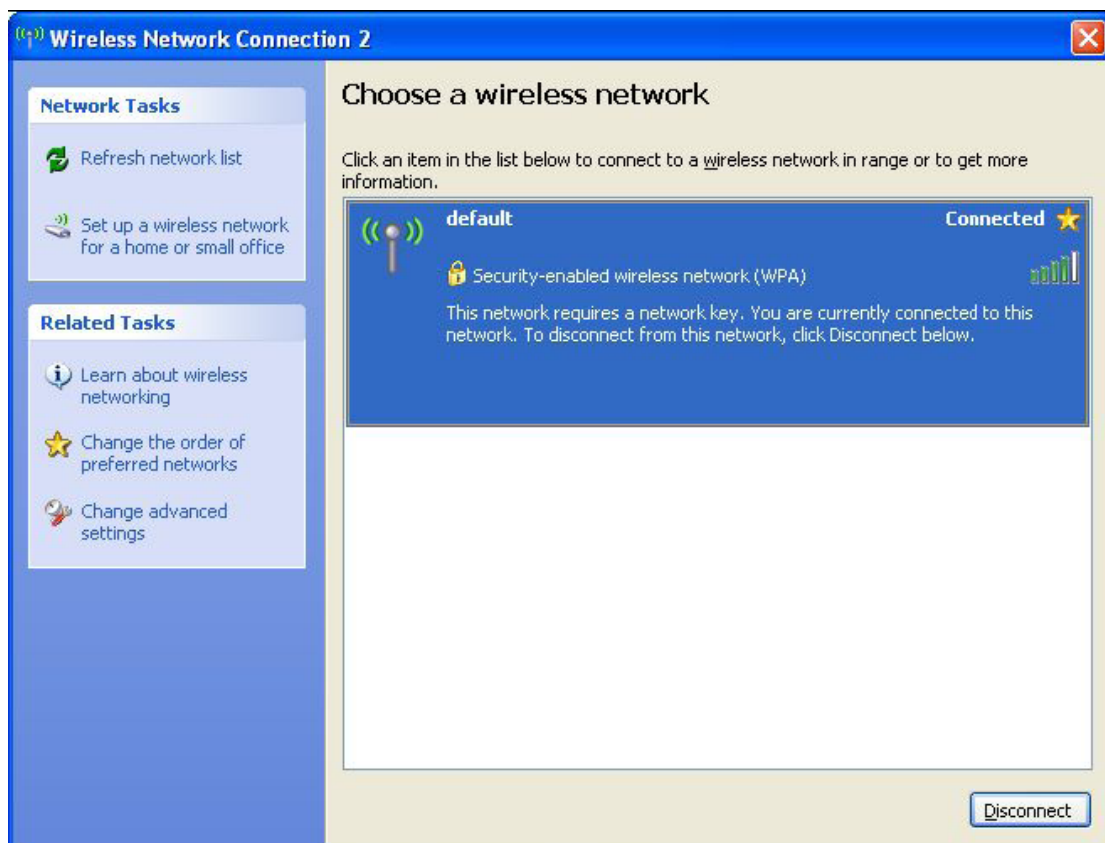 Wireless Network Connection 2
Network Tasks
Refresh network list
Set up a wireless network
for a home or small office
Related Tasks
Learn about wireless
networking
Change the order of
preferred networks
Change advanced
settings
Choose a wireless network
Click an item in the list below to connect to a wireless network in range or to get more
information.
default
Connected
Security-enabled wireless network (WPA)
This network requires a network key. You are currently connected to this
network. To disconnect from this network, click Disconnect below.
Disconnect